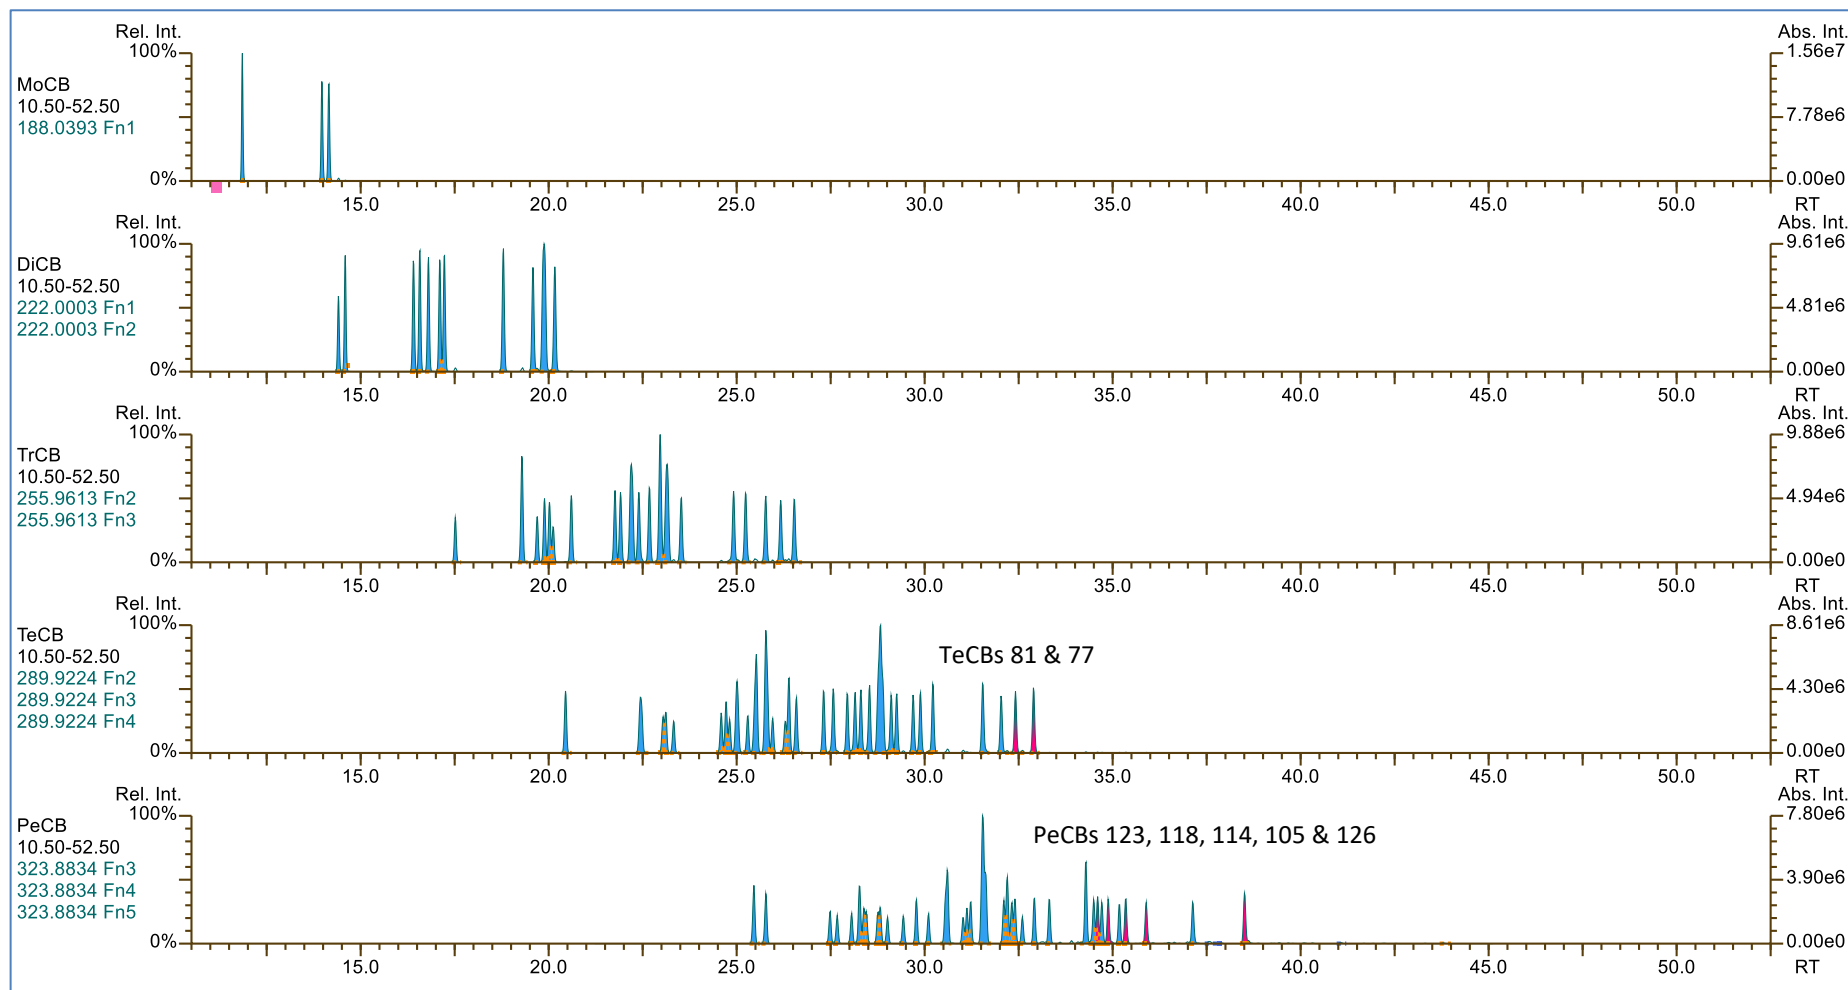 Rel. Int.
Abs. Int.
100%
1.56e7
MoCB
10.50-52.50
7.78e6
188.0393 Fn1
0%
0.00e0
15.0 20.0 25.0 30.0 35.0 40.0 45.0 50.0 RT
Rel. Int.
Abs. Int.
100%
9.61e6
DiCB
10.50-52.50
222.0003 Fn1
4.81e6
222.0003 Fn2
0%
0.00e0
15.0 20.0 25.0 30.0 35.0 40.0 45.0 50.0 RT
Rel. Int.
Abs. Int.
100%
9.88e6
TrCB
10.50-52.50
255.9613 Fn2
4.94e6
255.9613 Fn3
0%
0.00e0
15.0 20.0 25.0 30.0 35.0 40.0 45.0 50.0 RT
Rel. Int.
Abs. Int.
100%
8.61e6
TeCB
TeCBs 81 & 77
10.50-52.50
289.9224 Fn2
4.30e6
289.9224 Fn3
289.9224 Fn4
0%
0.00e0
15.0 20.0 25.0 30.0 35.0 40.0 45.0 50.0 RT
Rel. Int.
Abs. Int.
100%
7.80e6
PeCB
PeCBs 123, 118, 114, 105 & 126
10.50-52.50
323.8834 Fn3
3.90e6
323.8834 Fn4
323.8834 Fn5
0%
0.00e0
15.0 20.0 25.0 30.0 35.0 40.0 45.0 50.0 RT